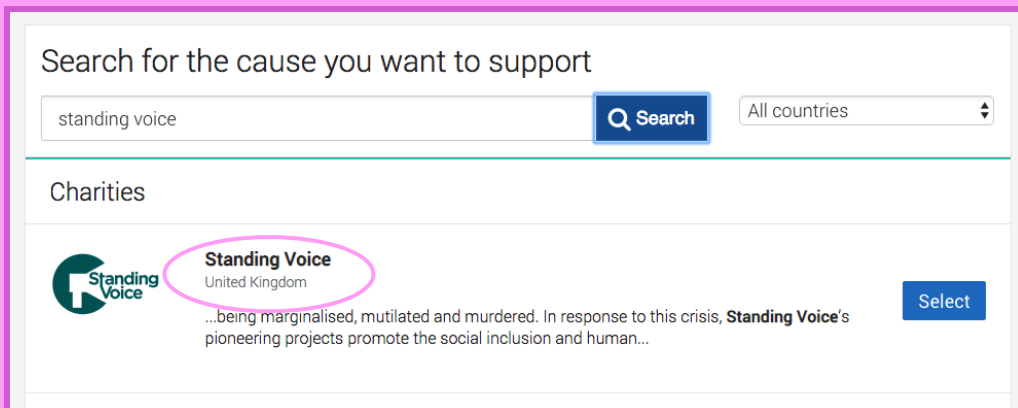 Search for the cause you want to support
standing voice
Search
All countries
Charities
Standing
Voice
Standing Voice
United Kingdom
...being marginalised, mutilated and murdered. In response to this crisis, Standing Voice's
pioneering projects promote the social inclusion and human...
Select